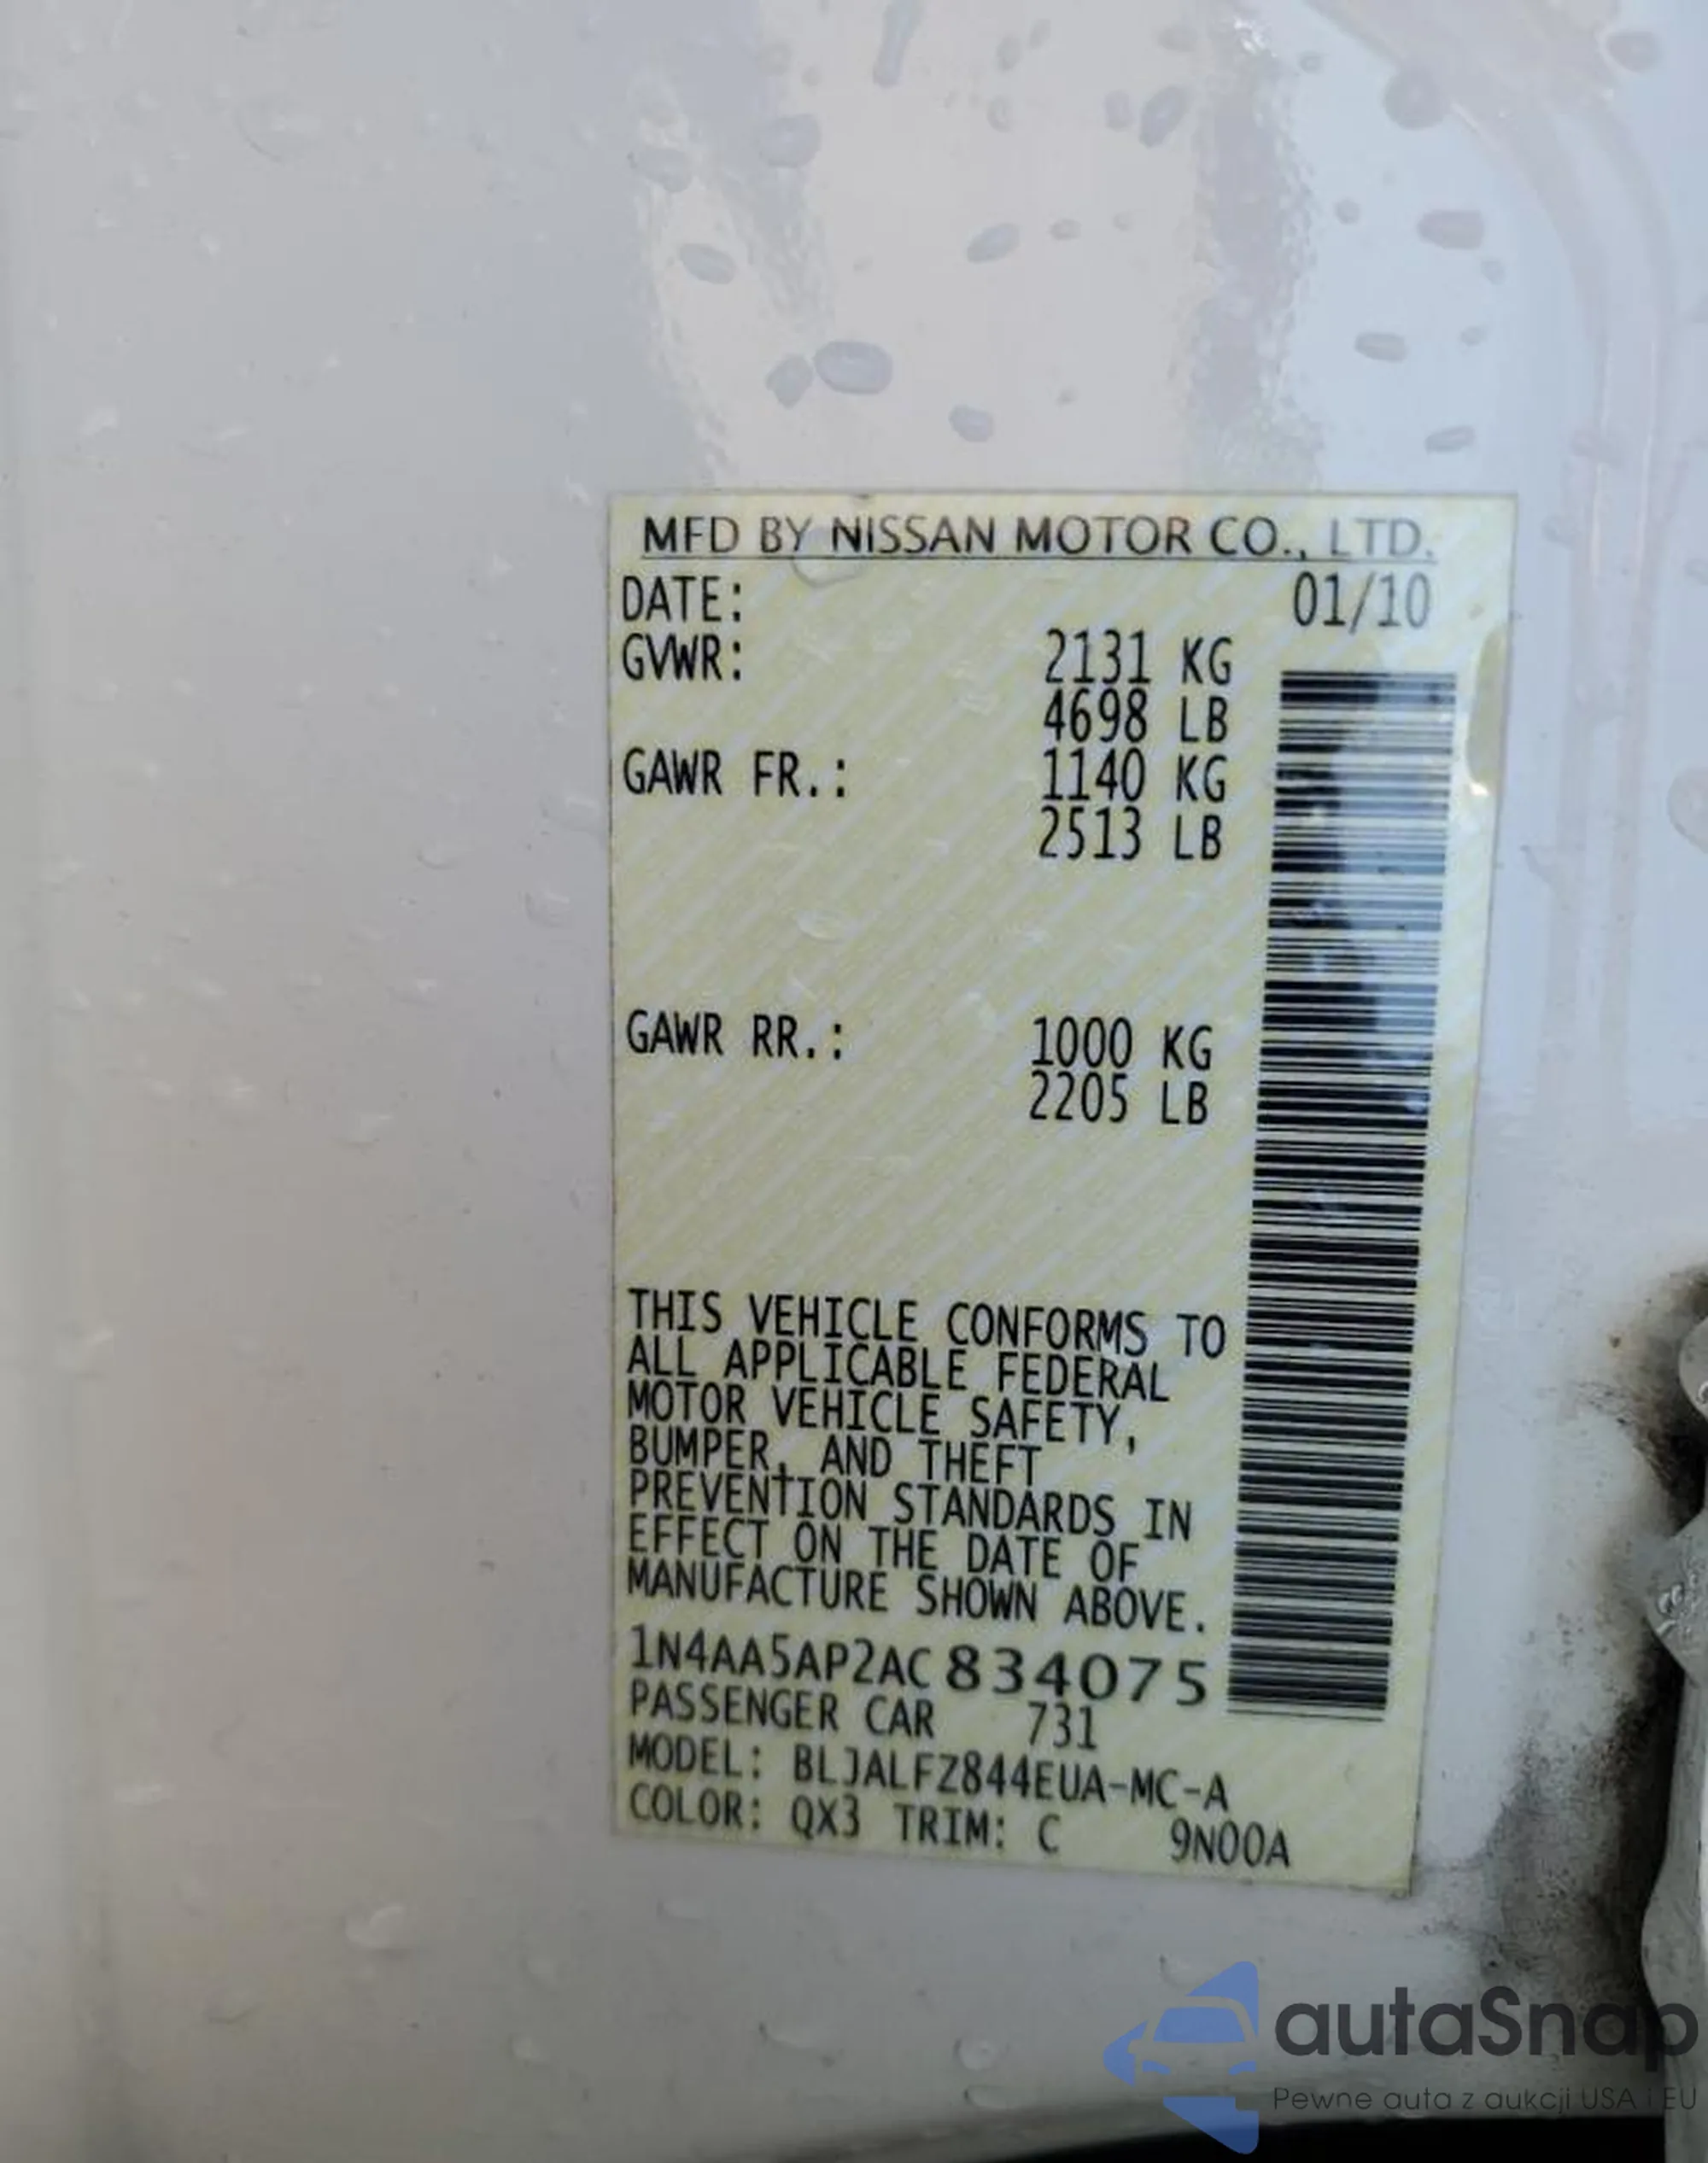 MFD BY NISSAN MOTOR CO., LTD.
DATE: 01/10
GVWR: 2131 KG
4698 LB
GAWR FR.: 1140 KG
2513 LB
GAWR RR.: 1000 KG
2205 LB
THIS VEHICLE CONFORMS TO
ALL APPLICABLE FEDERAL
MOTOR VEHICLE SAFETY,
BUMPER, AND THEFT
PREVENTION STANDARDS IN
EFFECT ON THE DATE OF
MANUFACTURE SHOWN ABOVE.
1N4AA5AP2AC834075
PASSENGER CAR 731
MODEL: BLJALFZ844EUA-MC-A
COLOR: QX3 TRIM: C 9N00A
autaSnap
Pewne auta z aukcji USA i EU